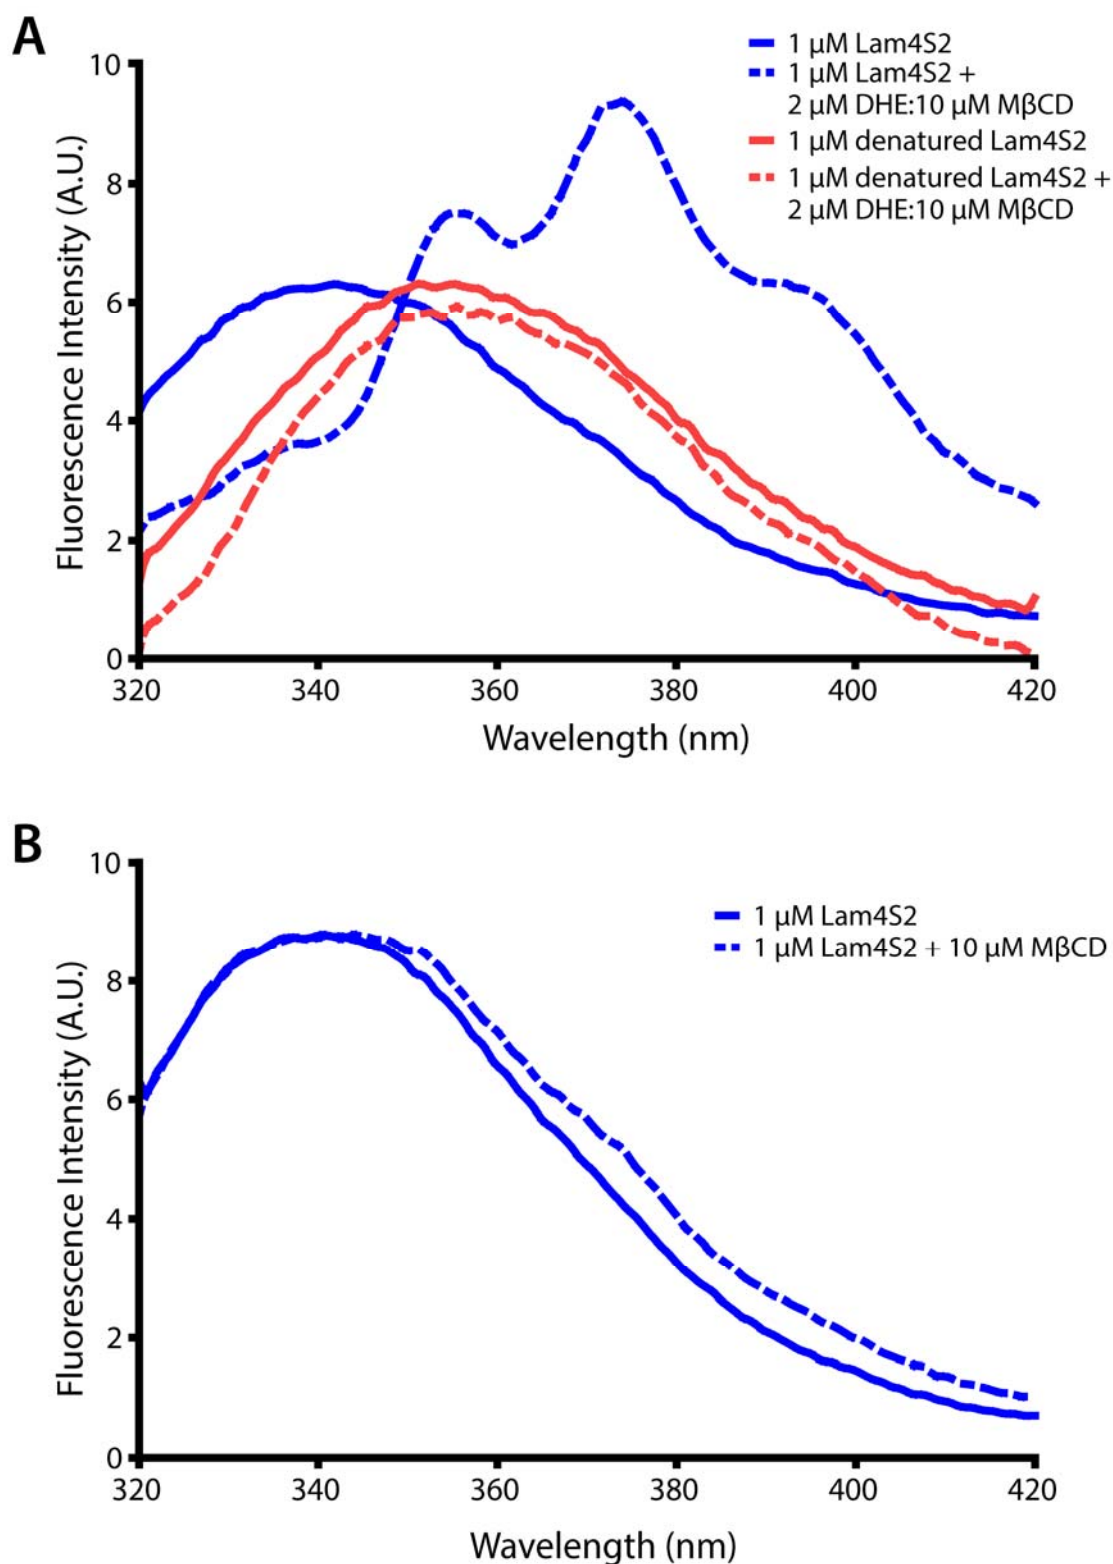 A
1 μM Lam4S2
1 μM Lam4S2 +
2 μM DHE:10 μM MβCD
1 μM denatured Lam4S2
1 μM denatured Lam4S2 +
2 μM DHE:10 μM MβCD
Fluorescence Intensity (A.U.)
10
8
6
4
2
0
320 340 360 380 400 420
Wavelength (nm)
B
1 μM Lam4S2
1 μM Lam4S2 + 10 μM MβCD
Fluorescence Intensity (A.U.)
10
8
6
4
2
0
320 340 360 380 400 420
Wavelength (nm)